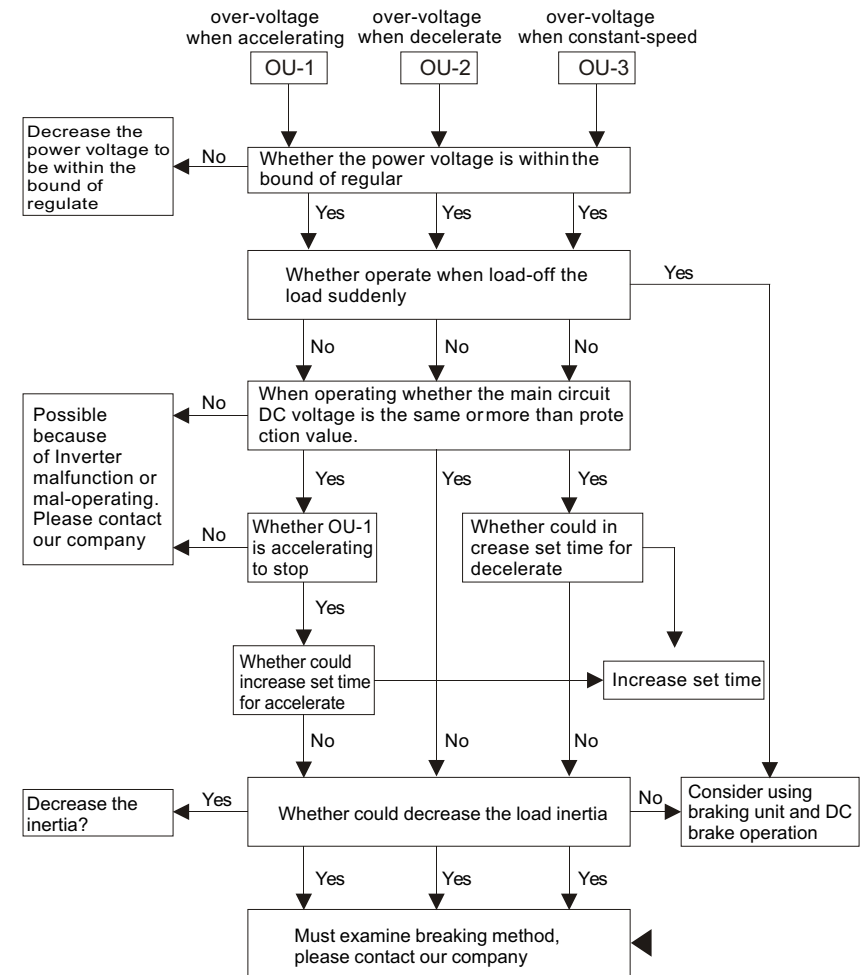 over-voltage
when accelerating
over-voltage
when decelerate
over-voltage
when constant-speed
OU-1
OU-2
OU-3
Decrease the
power voltage to
be within the
bound of
regulate
No
Whether the power voltage is within the
bound of regular
Yes
Yes
Yes
Whether operate when load-off the
load suddenly
Yes
No
No
No
When operating whether the main circuit
DC voltage is the same ormore than prote
ction value.
No
Possible
because
of Inverter
malfunction or
mal-operating.
Please contact
our company
Yes
Yes
Yes
No
Whether OU-1
is accelerating
to stop
Whether could in
crease set time for
decelerate
Yes
Whether could
increase set time
for accelerate
Increase set time
No
No
No
Decrease the
inertia?
Yes
Whether could decrease the load inertia
No
Consider using
braking unit and DC
brake operation
Yes
Yes
Yes
Must examine breaking method,
please contact our company